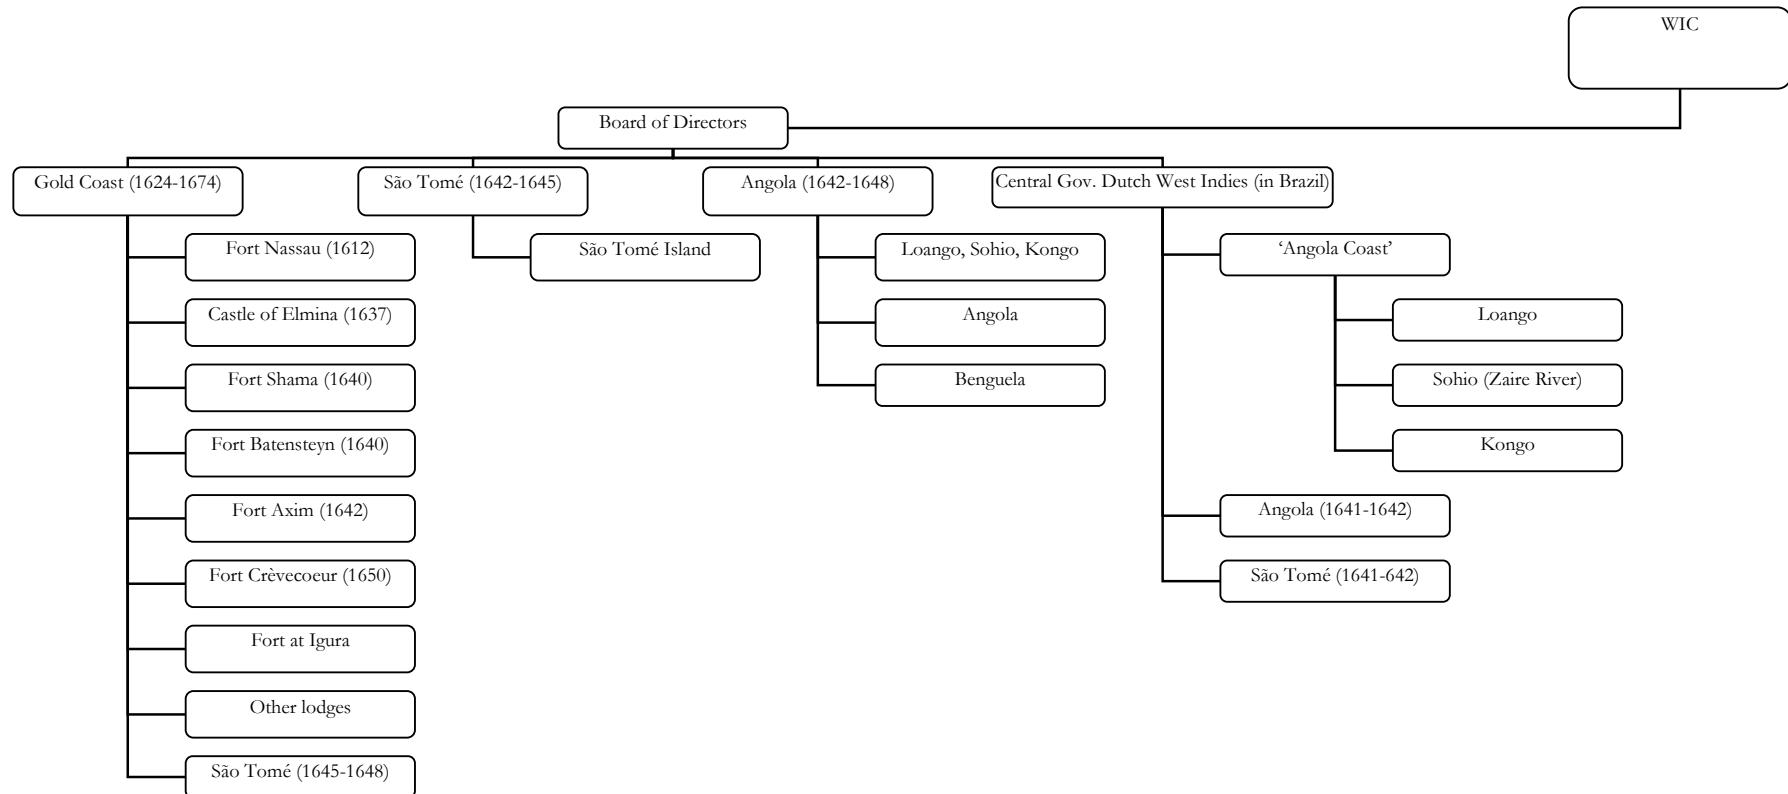 WIC
Board of Directors
Gold Coast (1624-1674)
São Tomé (1642-1645)
Angola (1642-1648)
Central Gov. Dutch West Indies (in Brazil)
Fort Nassau (1612)
São Tomé Island
Loango, Sohio, Kongo
‘Angola Coast’
Castle of Elmina (1637)
Angola
Loango
Fort Shama (1640)
Benguela
Sohio (Zaire River)
Fort Batensteyn (1640)
Kongo
Fort Axim (1642)
Angola (1641-1642)
Fort Crèvecoeur (1650)
São Tomé (1641-642)
Fort at Igura
Other lodges
São Tomé (1645-1648)